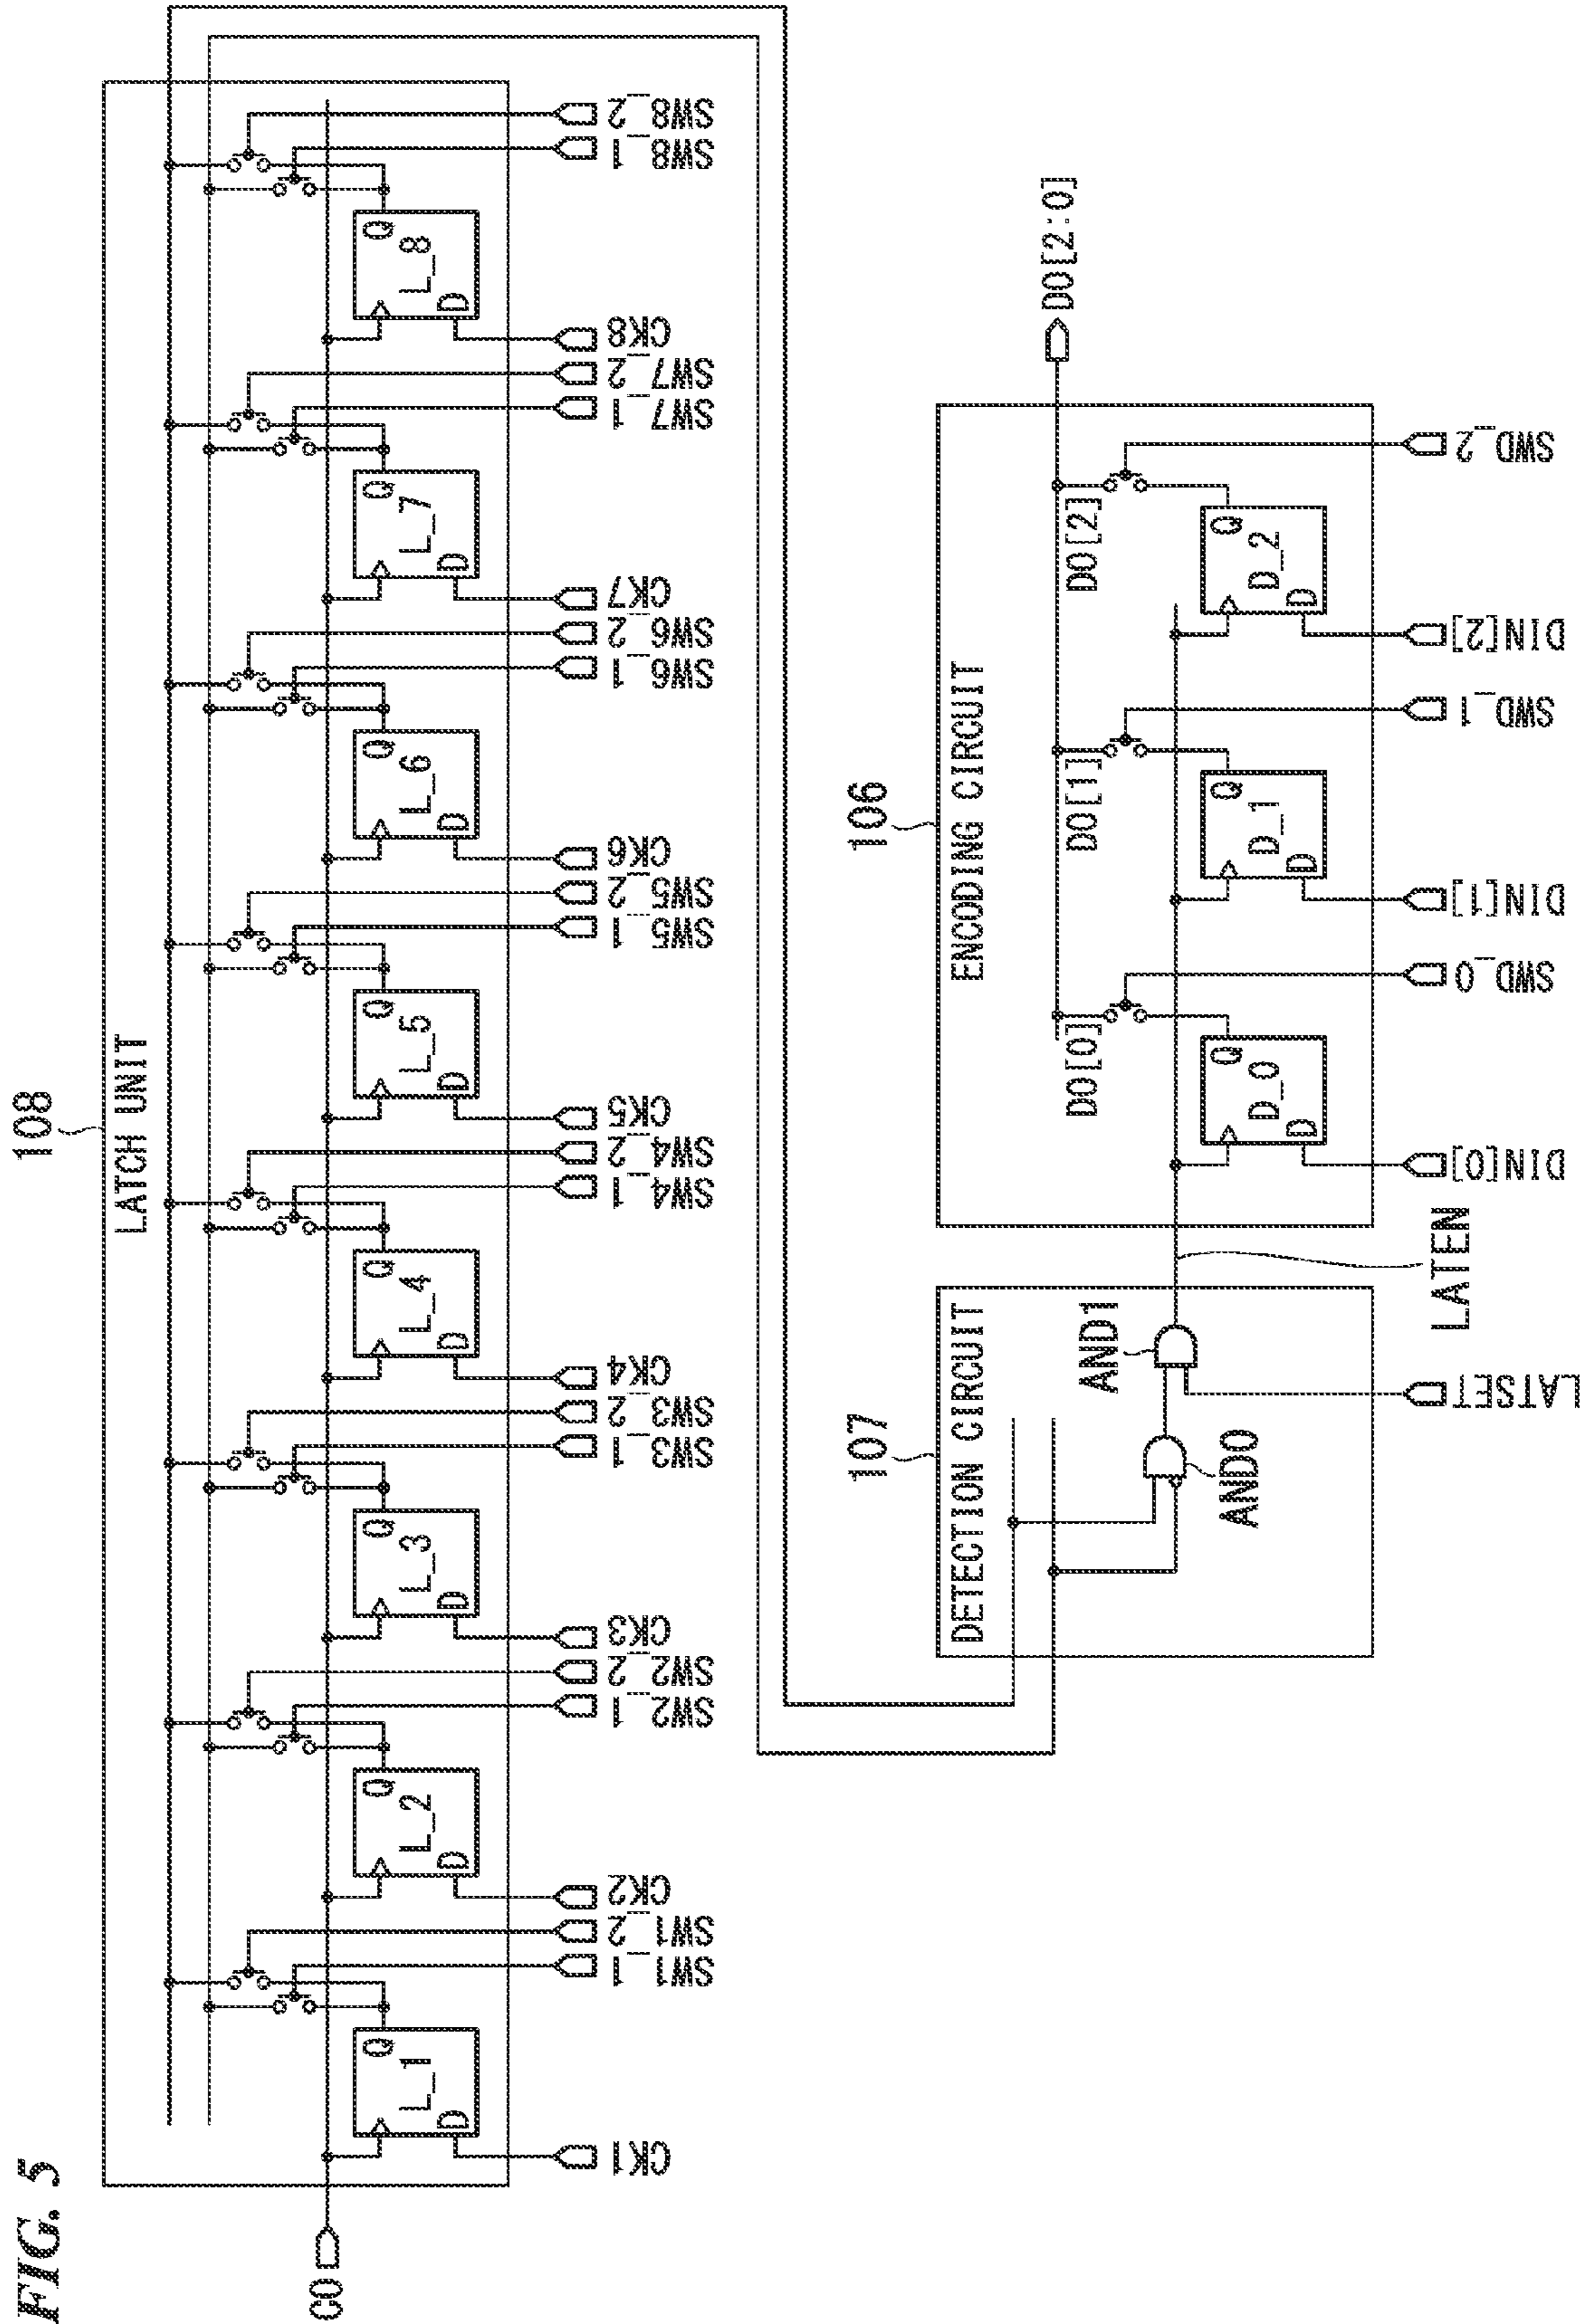 FIG. 5
108
LATCH UNIT
CO
L_1
Q
D
L_2
Q
D
L_3
Q
D
L_4
Q
D
L_5
Q
D
L_6
Q
D
L_7
Q
D
L_8
Q
D
CK1
SW1_1
SW1_2
CK2
SW2_1
SW2_2
CK3
SW3_1
SW3_2
CK4
SW4_1
SW4_2
CK5
SW5_1
SW5_2
CK6
SW6_1
SW6_2
CK7
SW7_1
SW7_2
CK8
SW8_1
SW8_2
107
DETECTION CIRCUIT
AND0
AND1
LATSET
LATEN
106
ENCODING CIRCUIT
DO[0]
DO[1]
DO[2]
DO[2:0]
Q
D_0
D
Q
D_1
D
Q
D_2
D
DIN[0]
SWD_0
DIN[1]
SWD_1
DIN[2]
SWD_2